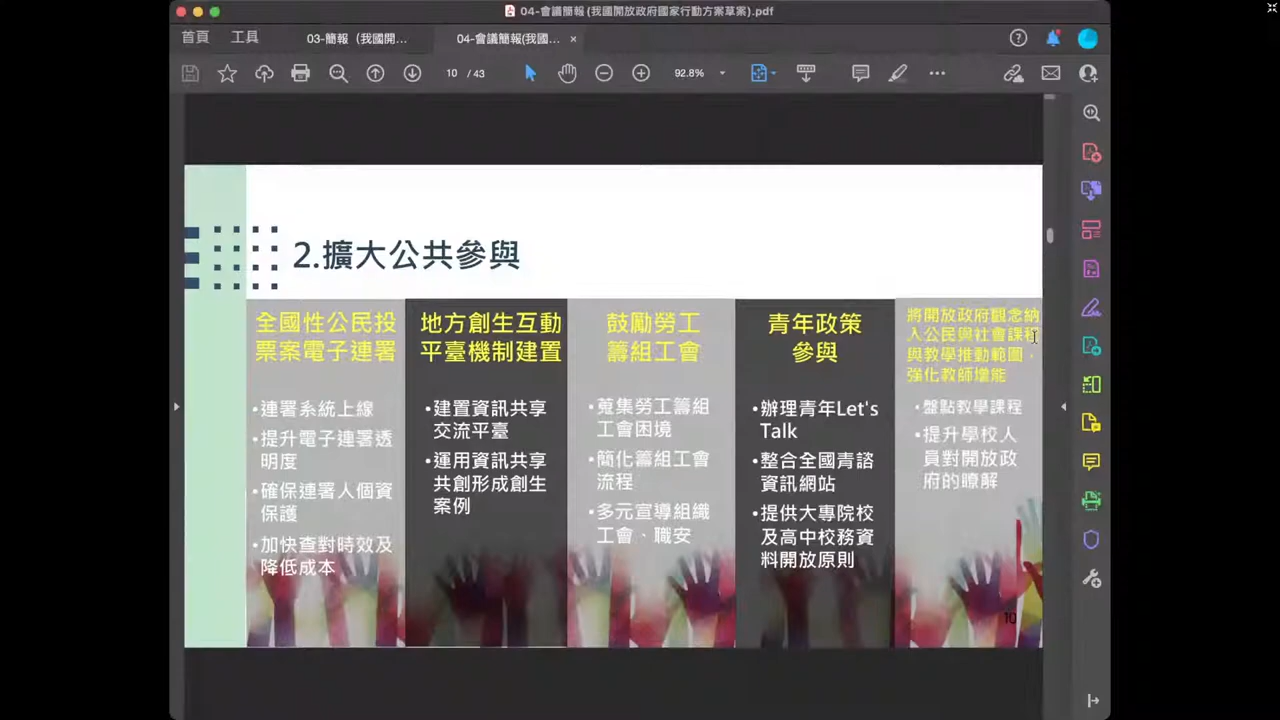 04-會議簡報(我國開放政府國家行動方案草案).pdf
首頁
工具
03-簡報（我國開...
04-會議簡報(我國... ×
10 / 43
92.8%
2.擴大公共參與
全國性公民投
票案電子連署
•連署系統上線
•提升電子連署透
明度
•確保連署人個資
保護
•加快查對時效及
降低成本
地方創生互動
平臺機制建置
•建置資訊共享
交流平臺
•運用資訊共享
共創形成創生
案例
鼓勵勞工
籌組工會
•蒐集勞工籌組
工會困境
•簡化籌組工會
流程
•多元宣導組織
工會、職安
青年政策
參與
•辦理青年Let's
Talk
•整合全國青諮
資訊網站
•提供大專院校
及高中校務資
料開放原則
將開放政府觀念納
入公民與社會課程
與教學推動範圍，
強化教師增能
•盤點教學課程
•提升學校人
員對開放政
府的瞭解
10